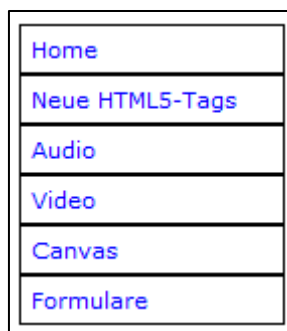 Home
Neue HTML5-Tags
Audio
Video
Canvas
Formulare